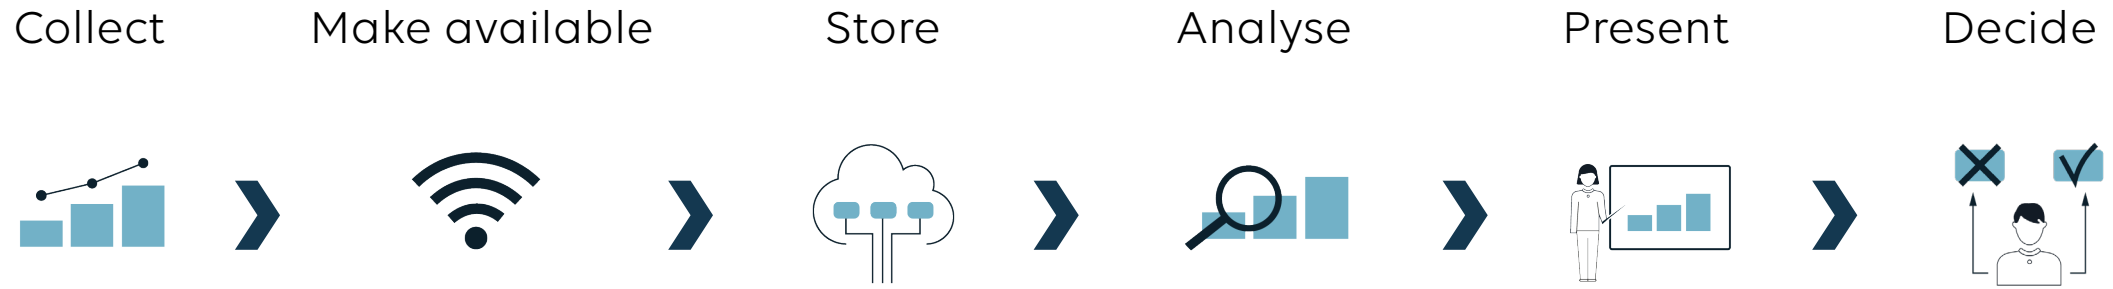 Collect
Make available
Store
Analyse
Present
Decide